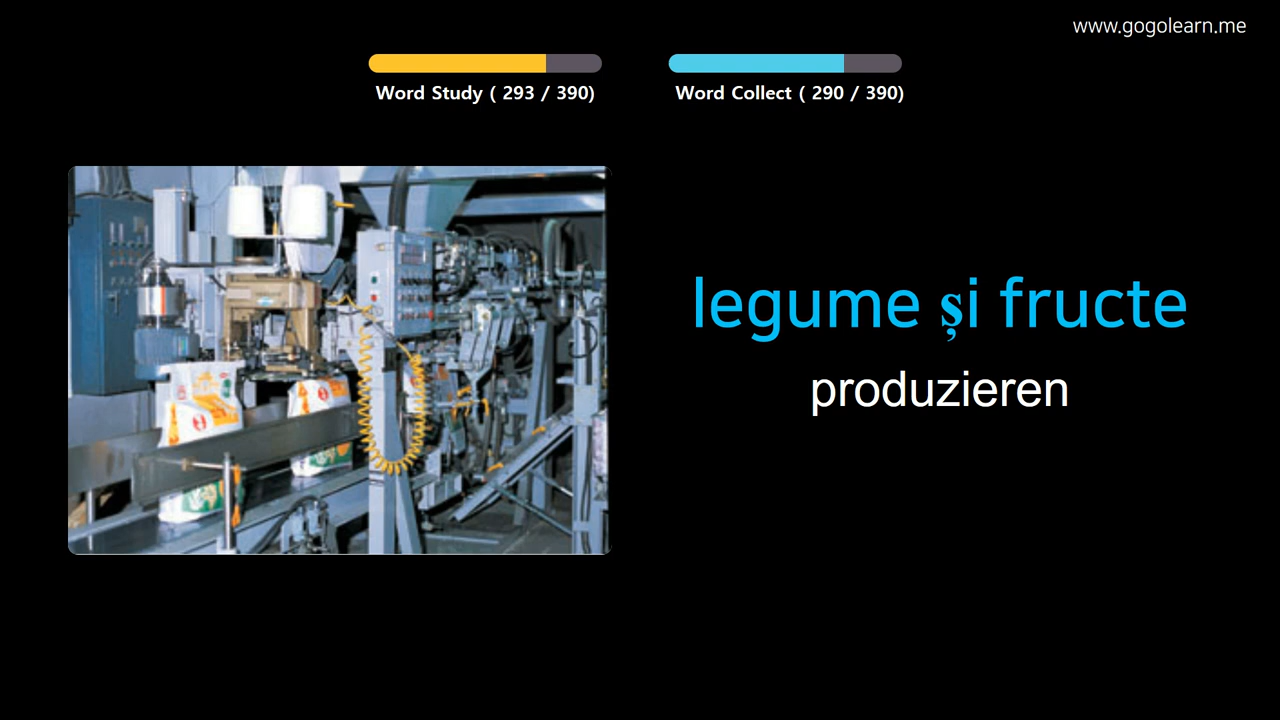 www.gogolearn.me
Word Study ( 293 / 390)
Word Collect ( 290 / 390)
legume și fructe
produzieren